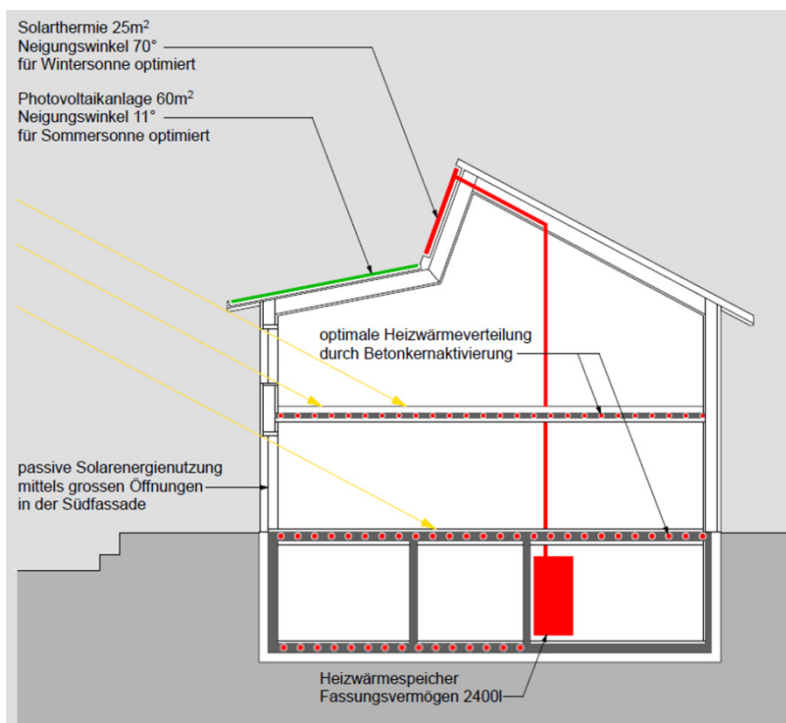 Solarthermie 25m²
Neigungswinkel 70°
für Wintersonne optimiert
Photovoltaikanlage 60m²
Neigungswinkel 11°
für Sommersonne optimiert
optimale Heizwärmeverteilung
durch Betonkernaktivierung
passive Solarenergienutzung
mittels grossen Öffnungen
in der Südfassade
Heizwärmespeicher
Fassungsvermögen 2400l